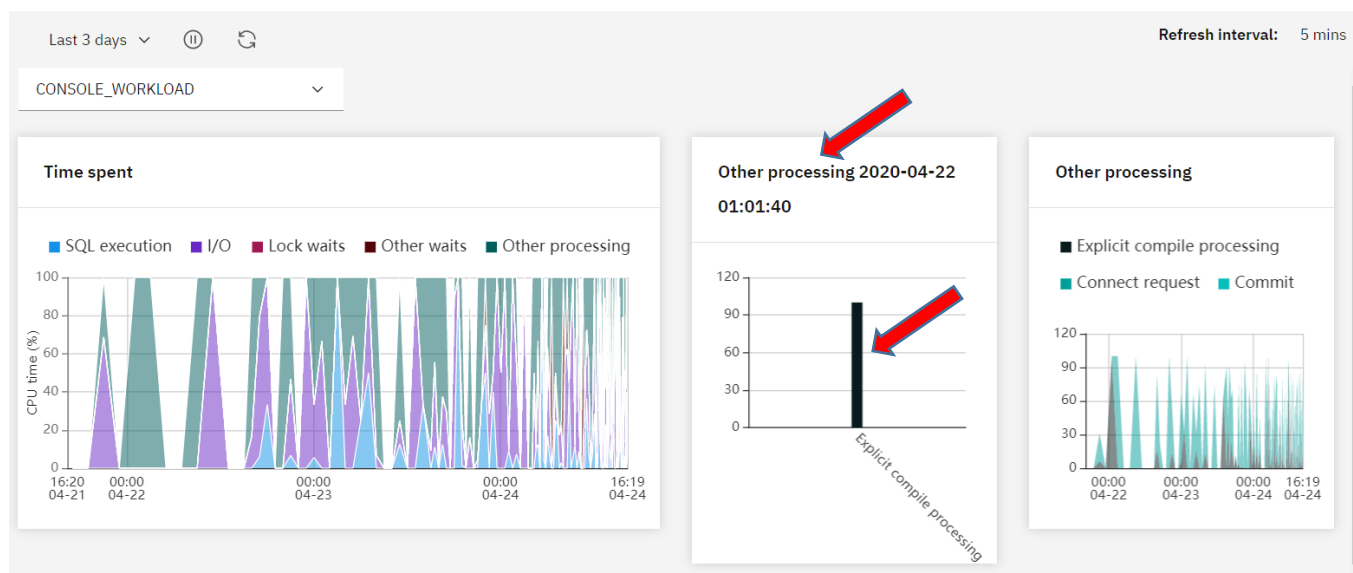 Last 3 days
Refresh interval: 5 mins
CONSOLE_WORKLOAD
Time spent
SQL execution I/O Lock waits Other waits Other processing
CPU time (%)
100
80
60
40
20
0
16:20 00:00 00:00 00:00 16:19
04-21 04-22 04-23 04-24 04-24
Other processing 2020-04-22
01:01:40
120
90
60
30
0
Explicit compile processing
Other processing
Explicit compile processing
Connect request Commit
120
90
60
30
0
00:00 00:00 00:00 16:19
04-22 04-23 04-24 04-24